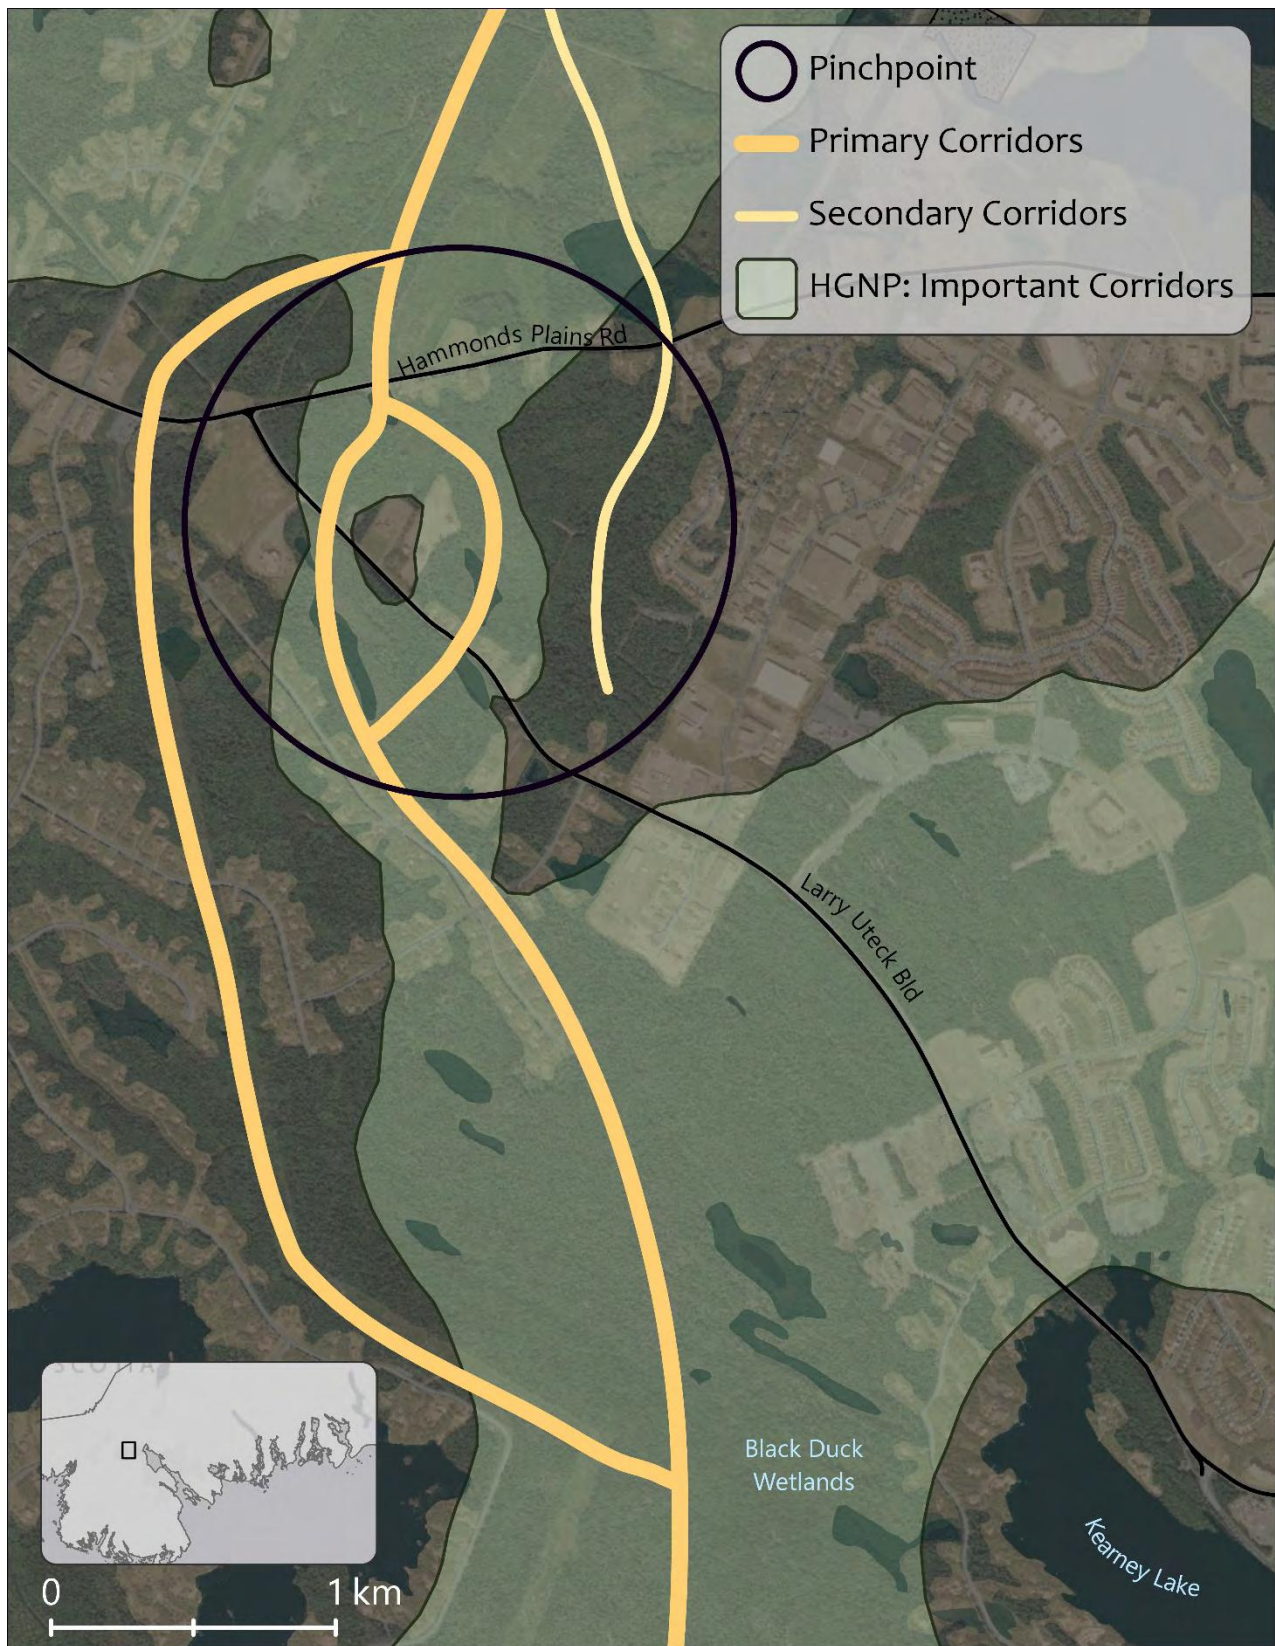 Pinchpoint
Primary Corridors
Secondary Corridors
HGNP: Important Corridors
Hammonds Plains Rd
Larry Uteck Bld
Black Duck
Wetlands
Kearney Lake
SCOTIA
0 1 km